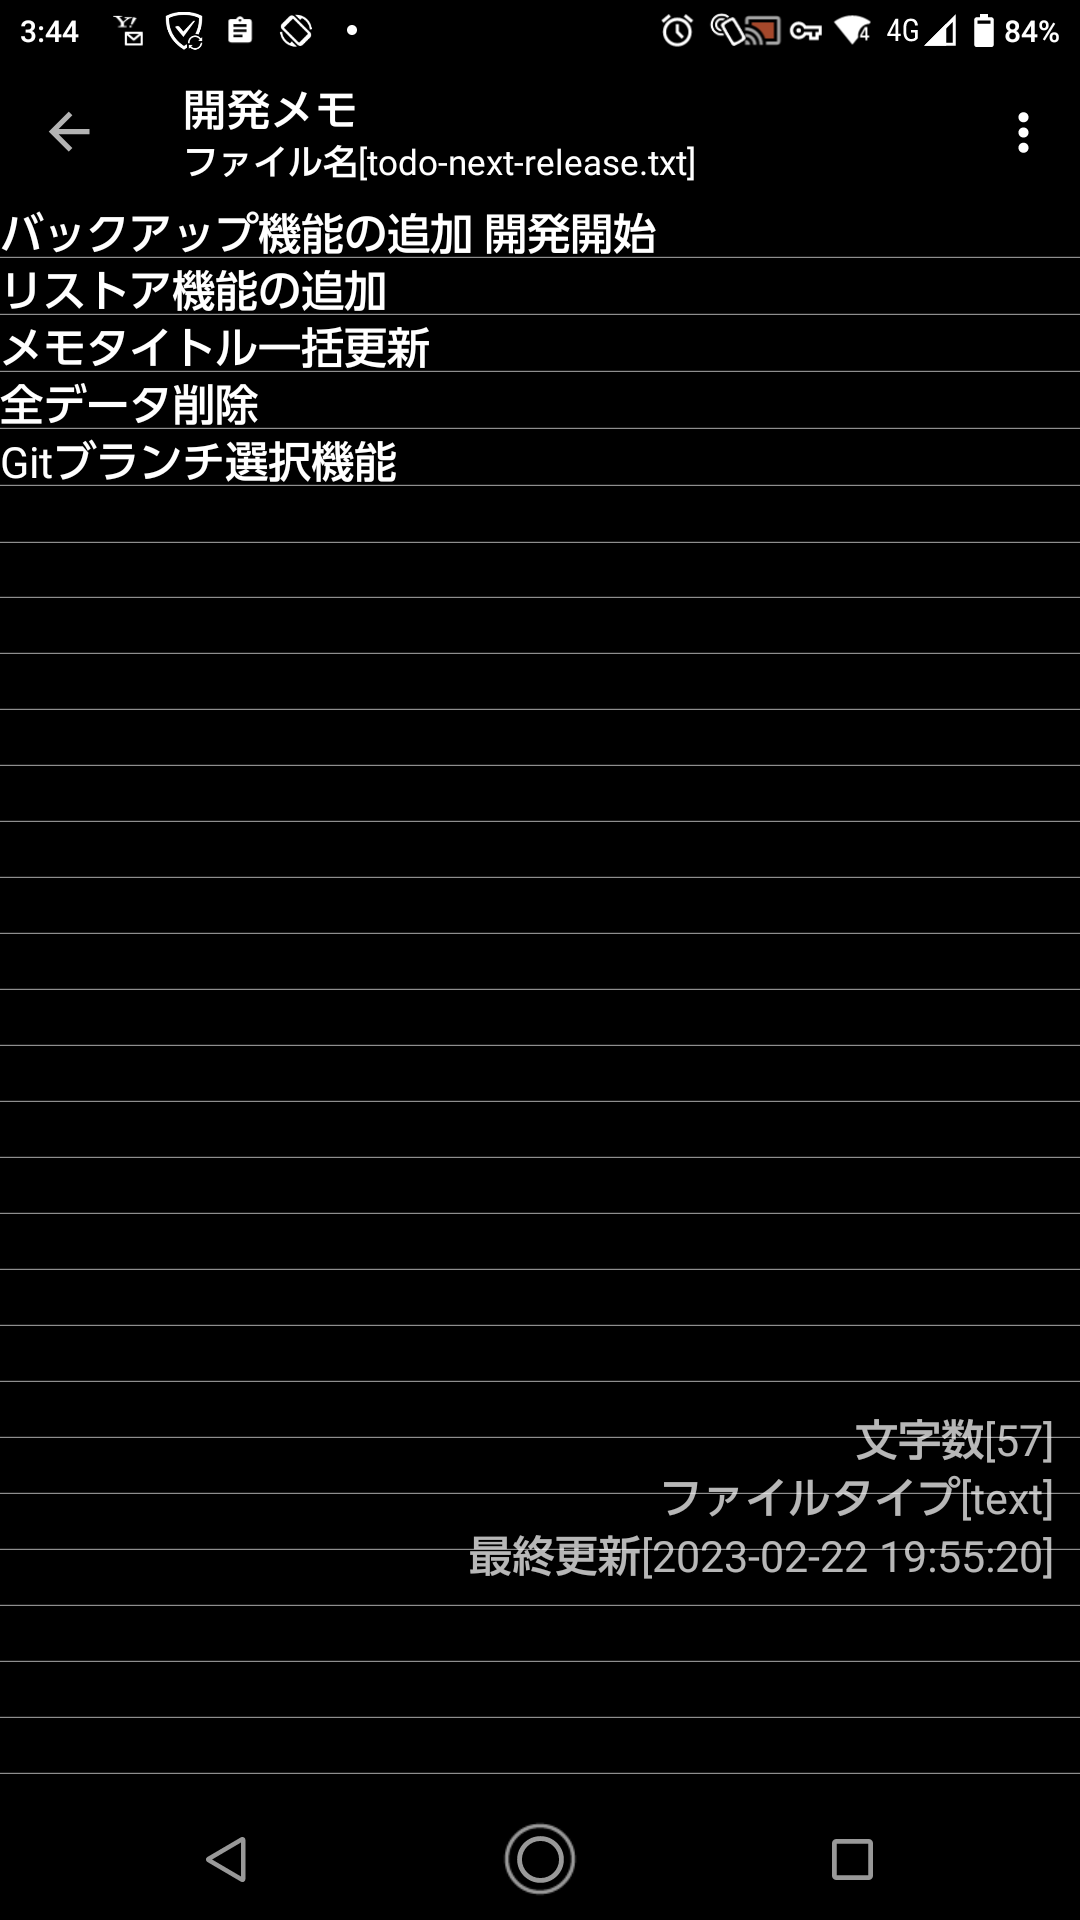 3:44
4
4G
84%
開発メモ
ファイル名[todo-next-release.txt]
バックアップ機能の追加 開発開始
リストア機能の追加
メモタイトル一括更新
全データ削除
Gitブランチ選択機能
文字数[57]
ファイルタイプ[text]
最終更新[2023-02-22 19:55:20]